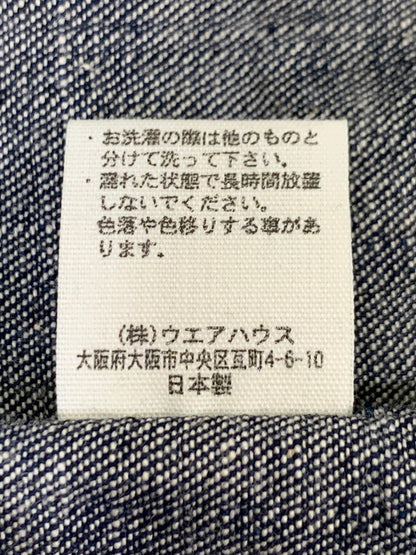 ・お洗濯の際は他のものと
分けて洗って下さい。
・濡れた状態で長時間放置
しないでください。
色落や色移りする事があ
ります。
(株)ウエアハウス
大阪府大阪市中央区瓦町4-6-10
日本製